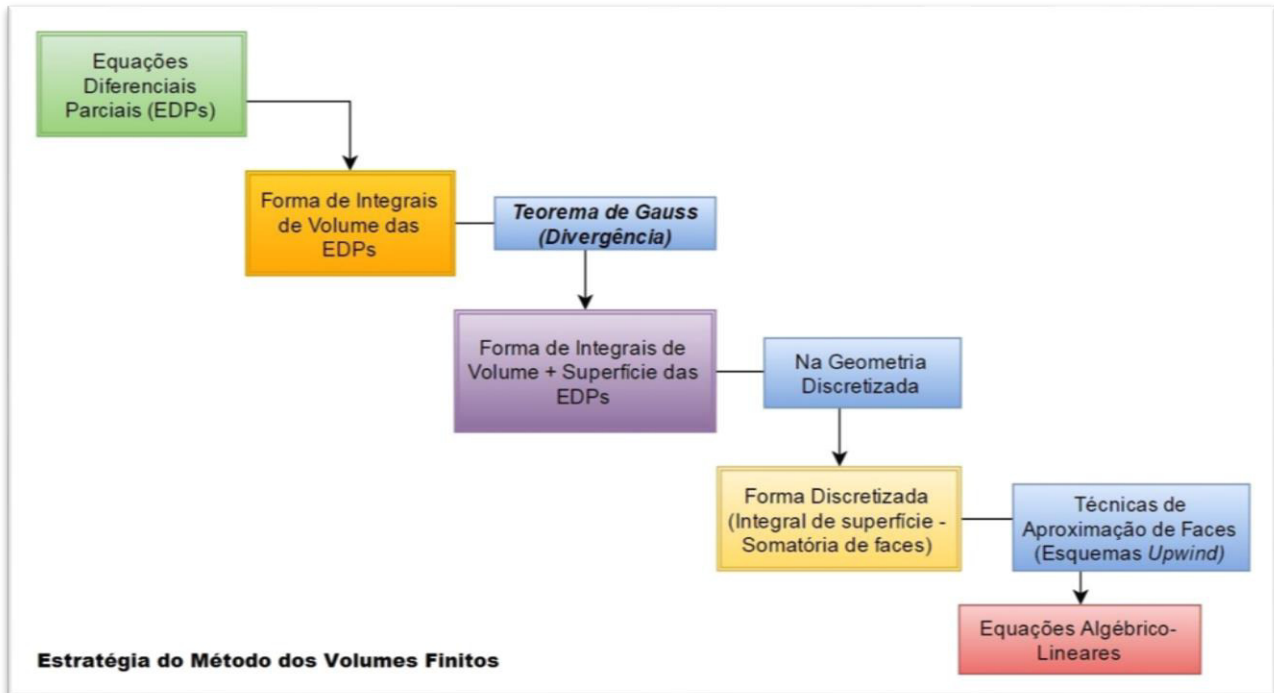 Equações
Diferenciais
Parciais (EDPs)
Forma de Integrais
de Volume das
EDPs
Teorema de Gauss
(Divergência)
Forma de Integrais de
Volume + Superfície das
EDPs
Na Geometria
Discretizada
Forma Discretizada
(Integral de superfície -
Somatória de faces)
Técnicas de
Aproximação de Faces
(Esquemas Upwind)
Equações Algébrico-
Lineares
Estratégia do Método dos Volumes Finitos